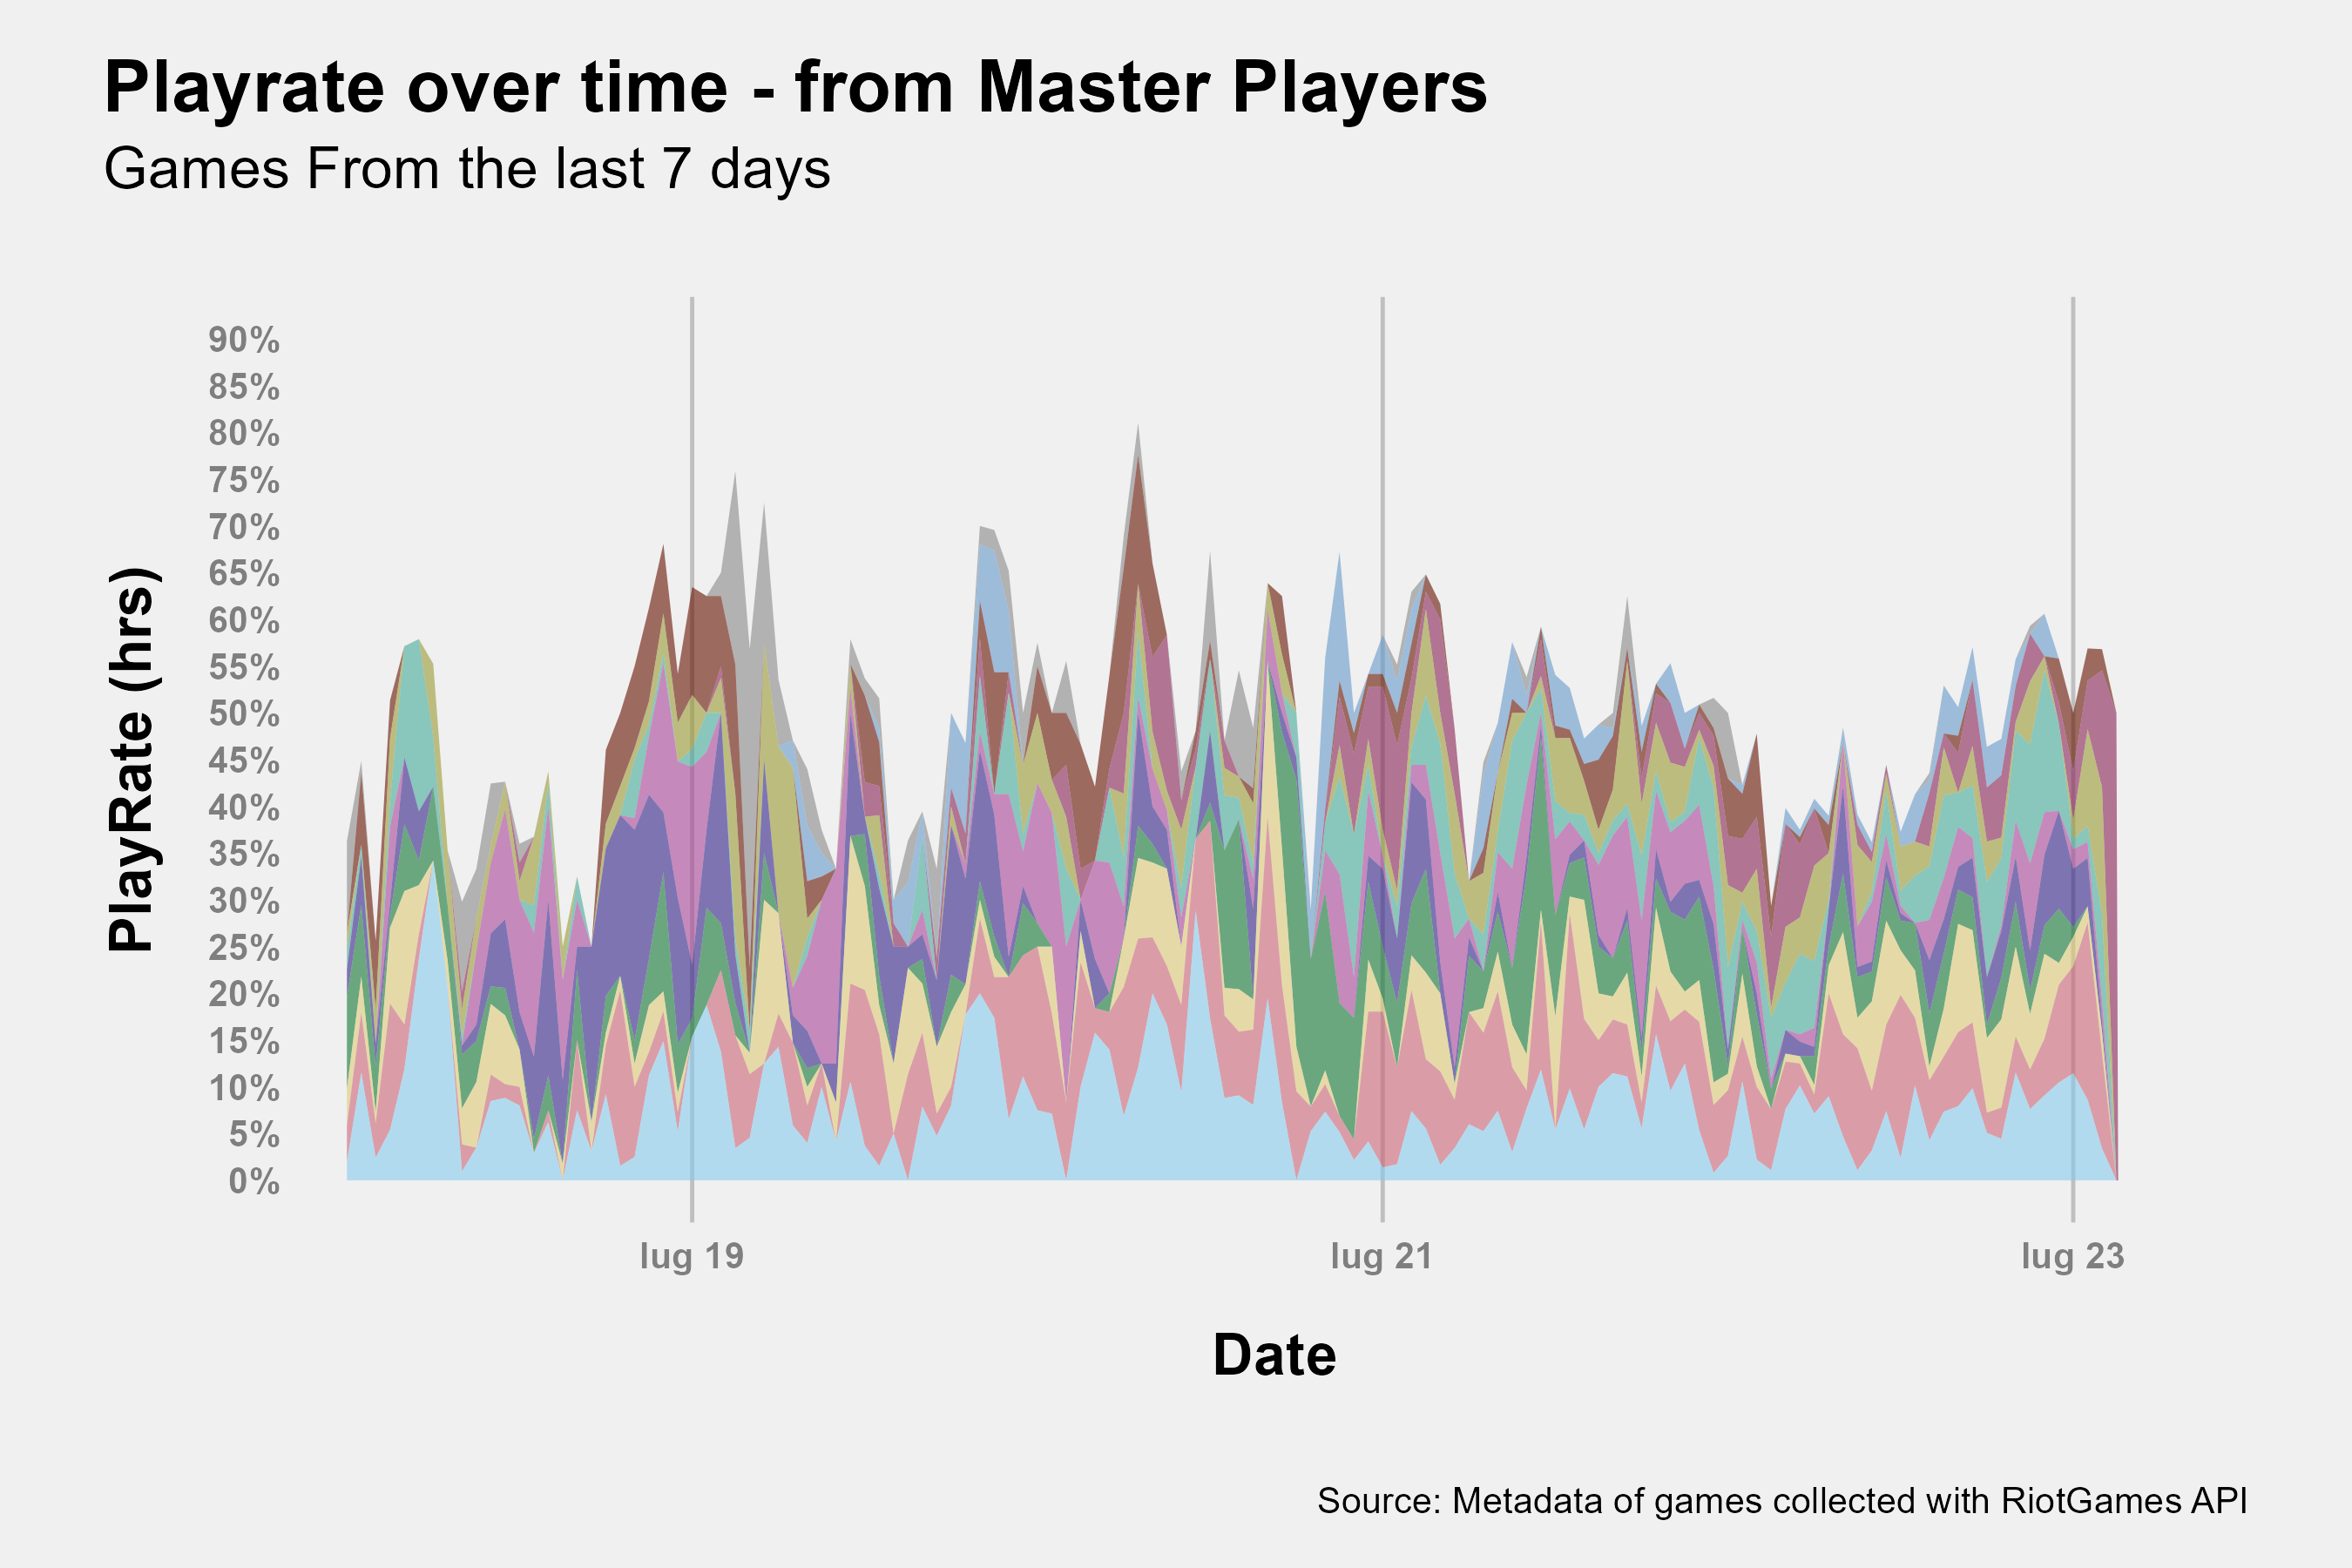 Playrate over time - from Master Players
Games From the last 7 days
PlayRate (hrs)
90%
85%
80%
75%
70%
65%
60%
55%
50%
45%
40%
35%
30%
25%
20%
15%
10%
5%
0%
lug 19
lug 21
lug 23
Date
Source: Metadata of games collected with RiotGames API